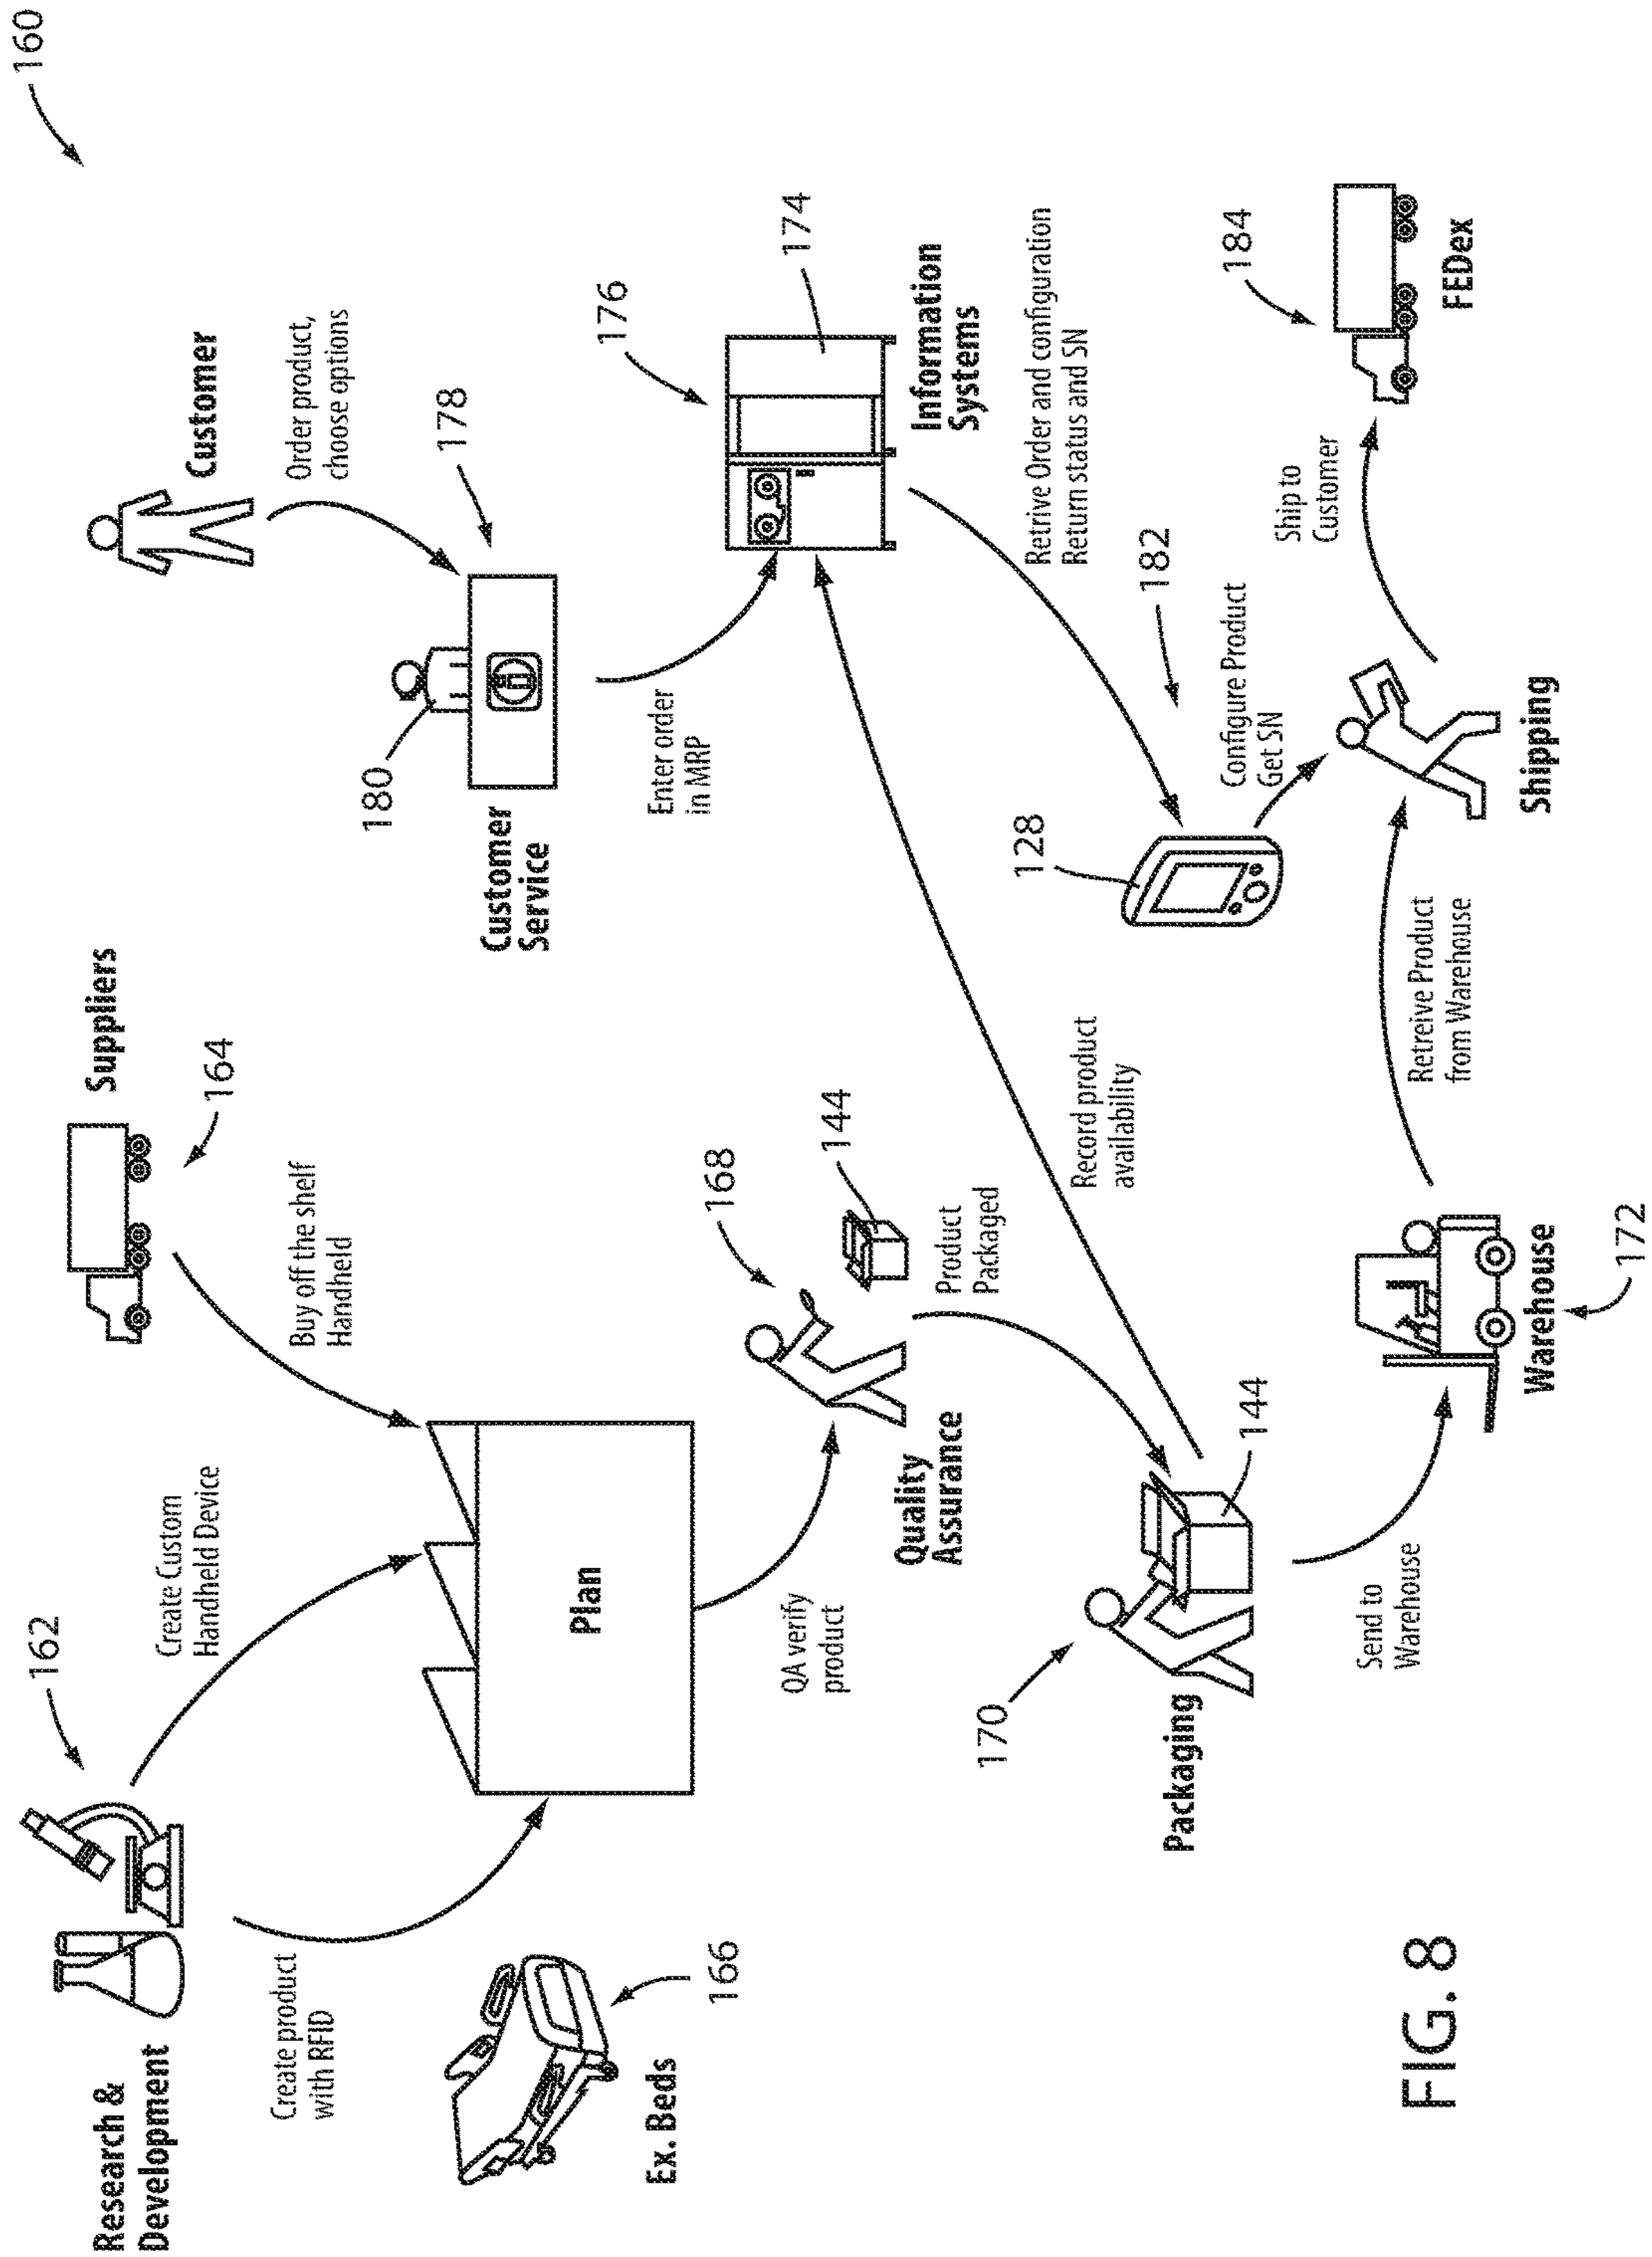 160
Research &
Development
162
Create Custom
Handheld Device
Suppliers
164
Buy off the shelf
Handheld
Customer
Order product,
choose options
Create product
with RFID
Ex. Beds
166
Plan
Customer
Service
180
178
Enter order
in MRP
176
174
Information
Systems
QA verify
product
Quality
Assurance
168
144
Product
Packaged
Retrive Order and configuration
Return status and SN
170
Packaging
144
Record product
availability
128
182
Configure Product
Get SN
Send to
Warehouse
Warehouse
172
Retreive Product
from Warehouse
Shipping
Ship to
Customer
184
FEDex
FIG. 8